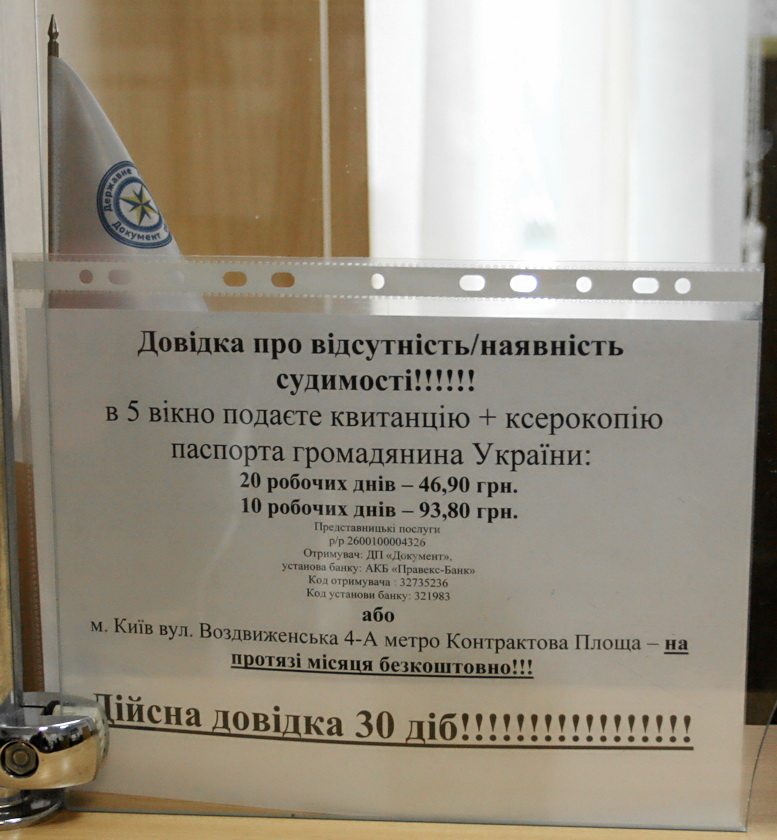 Державне
Документ
Довідка про відсутність/наявність
судимості!!!!!!
в 5 вікно подаєте квитанцію + ксерокопію
паспорта громадянина України:
20 робочих днів – 46,90 грн.
10 робочих днів – 93,80 грн.
Представницькі послуги
р/р 2600100004326
Отримувач: ДП «Документ»,
установа банку: АКБ «Правекс-Банк»
Код отримувача : 32735236
Код установи банку: 321983
або
м. Київ вул. Воздвиженська 4-А метро Контрактова Площа – на
протязі місяця безкоштовно!!!
Дійсна довідка 30 діб!!!!!!!!!!!!!!!!!